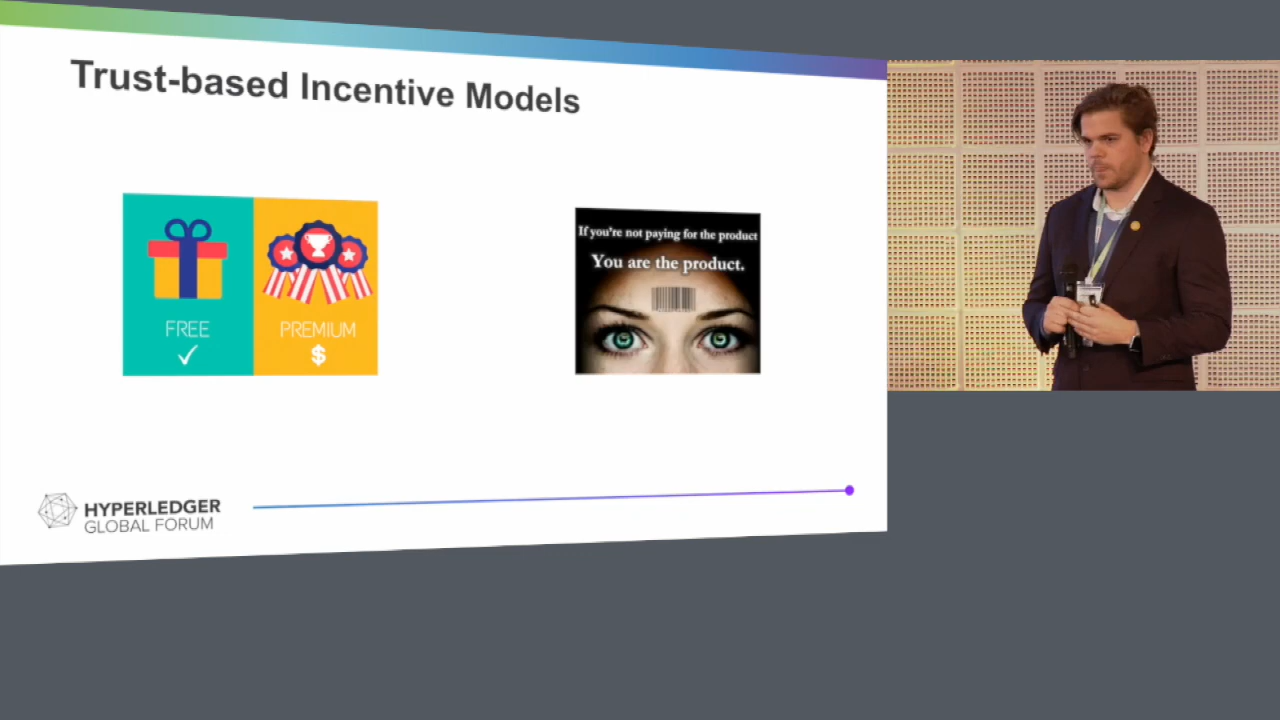 Trust-based Incentive Models
FREE
PREMIUM
$
If you're not paying for the product
You are the product.
HYPERLEDGER
GLOBAL FORUM